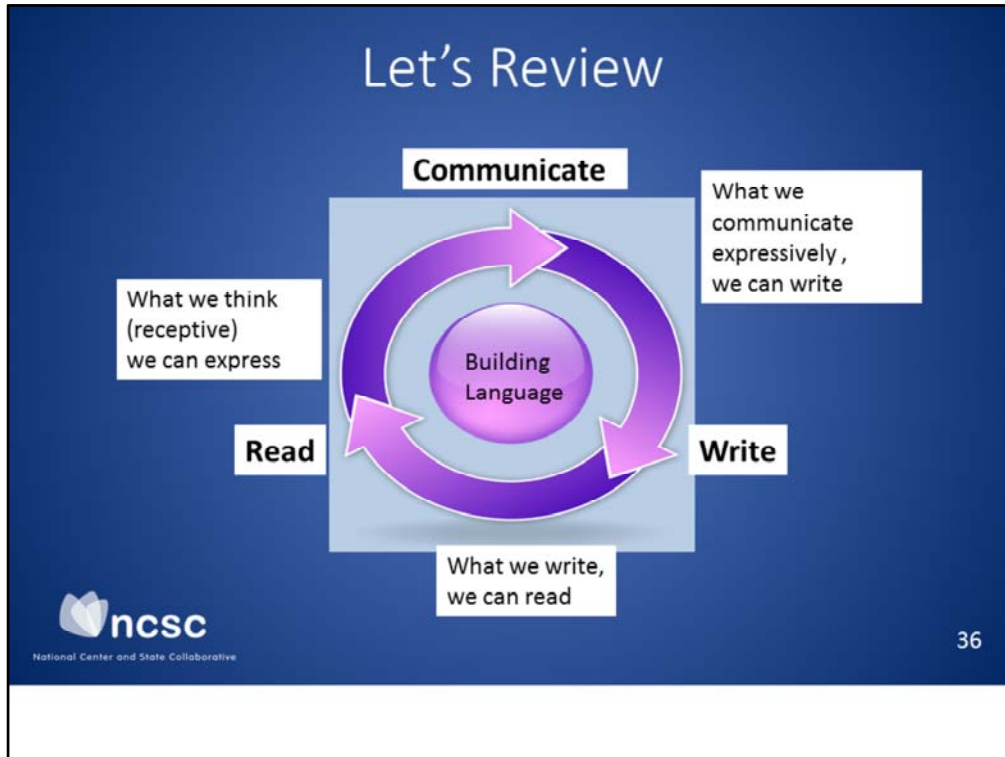 Let's Review
Communicate
What we
communicate
expressively ,
we can write
What we think
(receptive)
we can express
Building
Language
Read
Write
What we write,
we can read
ncsc
National Center and State Collaborative
36